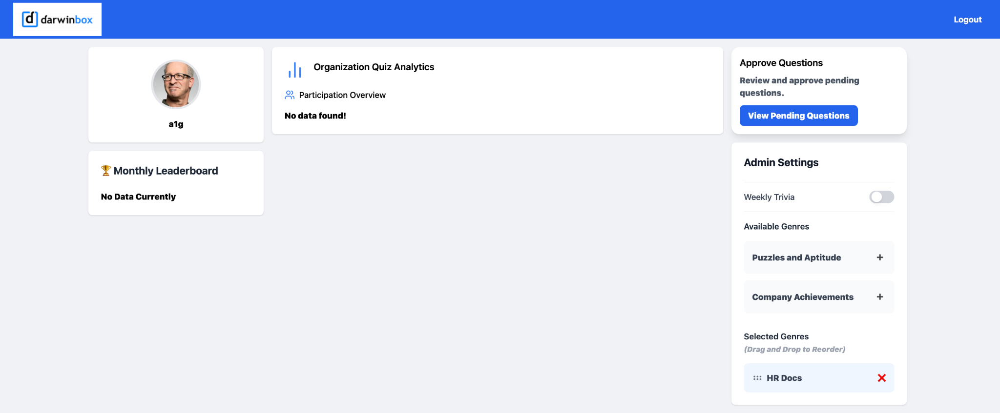 darwinbox
Logout
a1g
Monthly Leaderboard
No Data Currently
Organization Quiz Analytics
Participation Overview
No data found!
Approve Questions
Review and approve pending
questions.
View Pending Questions
Admin Settings
Weekly Trivia
Available Genres
Puzzles and Aptitude +
Company Achievements +
Selected Genres
(Drag and Drop to Reorder)
HR Docs